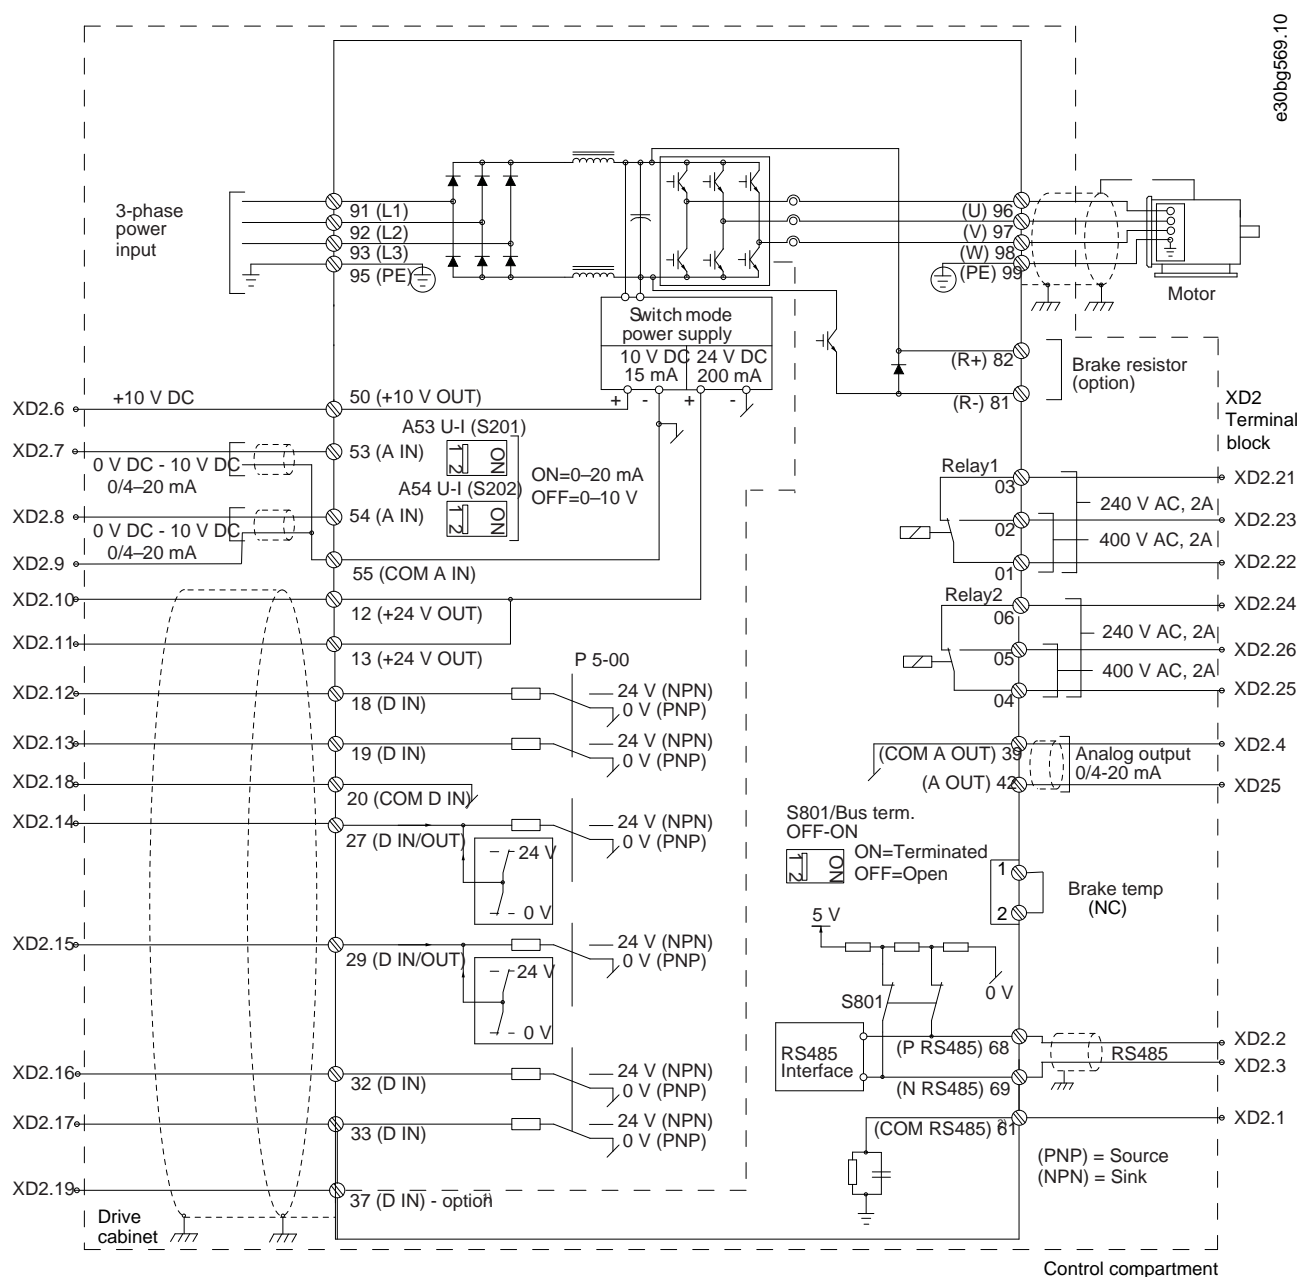 e30bg569.10
3-phase
power
input
91 (L1)
92 (L2)
93 (L3)
95 (PE)
(U) 96
(V) 97
(W) 98
(PE) 99
Motor
Switch mode
power supply
10 V DC
15 mA
24 V DC
200 mA
+
-
+
-
(R+) 82
(R-) 81
Brake resistor
(option)
XD2
Terminal
block
XD2.6
+10 V DC
50 (+10 V OUT)
XD2.7
0 V DC - 10 V DC
0/4–20 mA
53 (A IN)
A53 U-I (S201)
1 2
ON
ON=0–20 mA
OFF=0–10 V
A54 U-I (S202)
1 2
ON
XD2.8
0 V DC - 10 V DC
0/4–20 mA
54 (A IN)
XD2.9
55 (COM A IN)
XD2.10
12 (+24 V OUT)
XD2.11
13 (+24 V OUT)
P 5-00
XD2.12
18 (D IN)
24 V (NPN)
0 V (PNP)
XD2.13
19 (D IN)
24 V (NPN)
0 V (PNP)
XD2.18
20 (COM D IN)
XD2.14
27 (D IN/OUT)
24 V (NPN)
0 V (PNP)
24 V
0 V
XD2.15
29 (D IN/OUT)
24 V (NPN)
0 V (PNP)
24 V
0 V
XD2.16
32 (D IN)
24 V (NPN)
0 V (PNP)
XD2.17
33 (D IN)
24 V (NPN)
0 V (PNP)
XD2.19
37 (D IN) - option
Drive
cabinet
Relay1
03
02
01
240 V AC, 2A
400 V AC, 2A
XD2.21
XD2.23
XD2.22
Relay2
06
05
04
240 V AC, 2A
400 V AC, 2A
XD2.24
XD2.26
XD2.25
(COM A OUT) 39
(A OUT) 42
Analog output
0/4-20 mA
XD2.4
XD25
S801/Bus term.
OFF-ON
1 2
ON
ON=Terminated
OFF=Open
1
2
Brake temp
(NC)
5 V
0 V
S801
RS485
Interface
(P RS485) 68
(N RS485) 69
(COM RS485) 61
RS485
XD2.2
XD2.3
XD2.1
(PNP) = Source
(NPN) = Sink
Control compartment